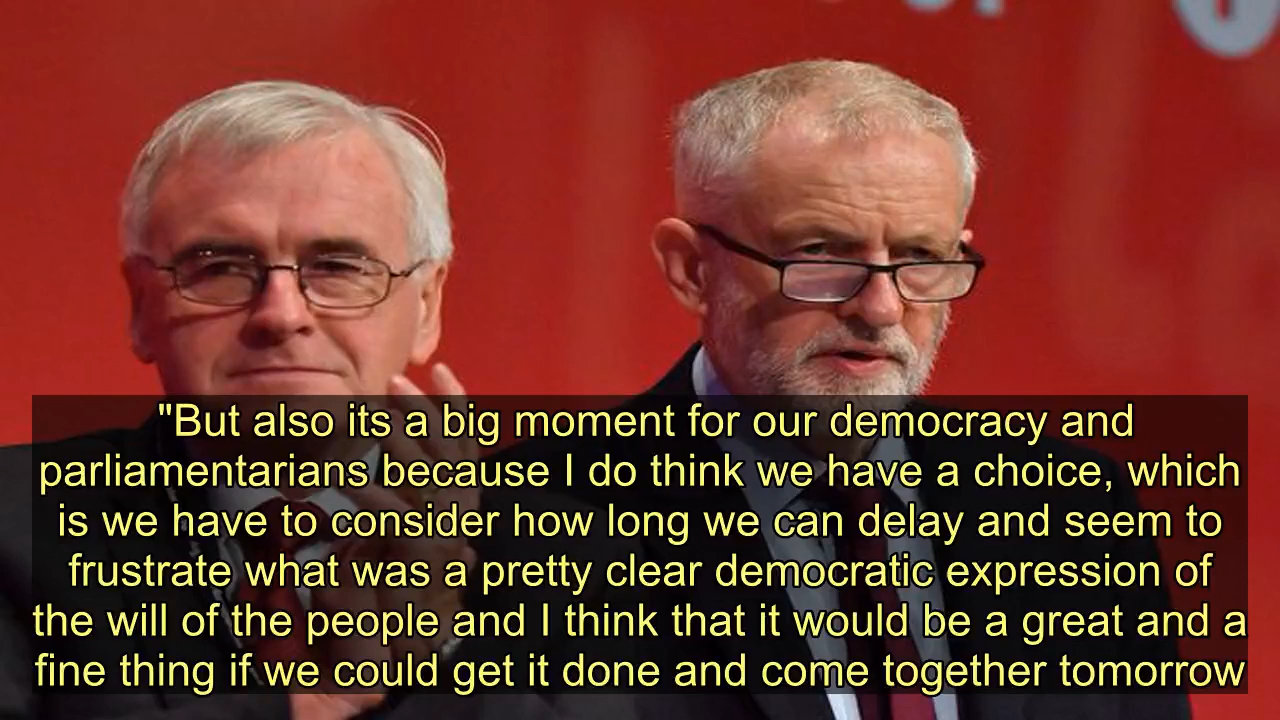 "But also its a big moment for our democracy and
parliamentarians because I do think we have a choice, which
is we have to consider how long we can delay and seem to
frustrate what was a pretty clear democratic expression of
the will of the people and I think that it would be a great and a
fine thing if we could get it done and come together tomorrow